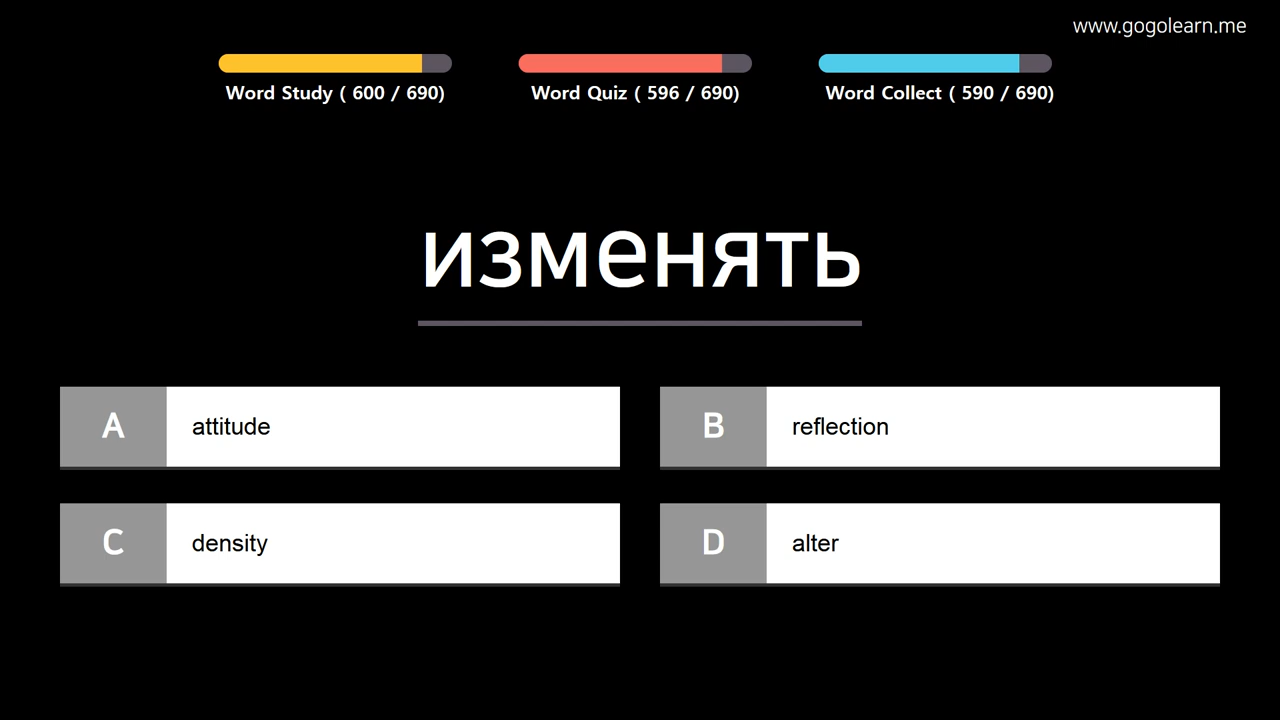 www.gogolearn.me
Word Study ( 600 / 690)
Word Quiz ( 596 / 690)
Word Collect ( 590 / 690)
изменять
A attitude
B reflection
C density
D alter